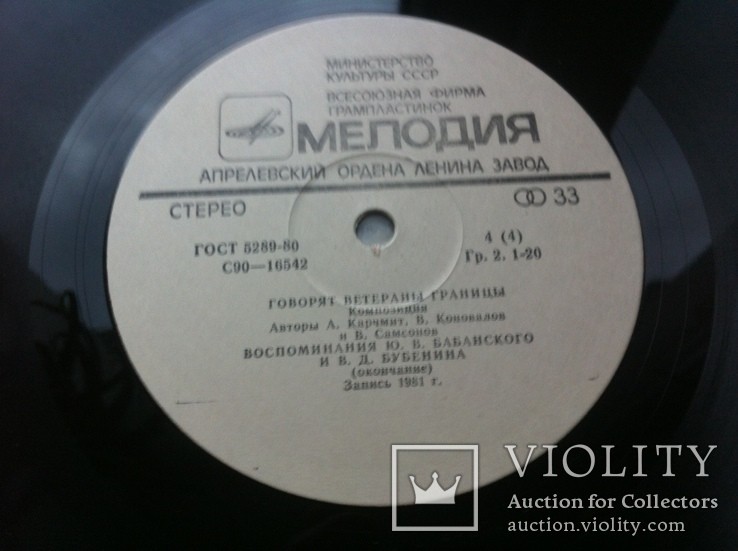 МИНИСТЕРСТВО
КУЛЬТУРЫ СССР
ВСЕСОЮЗНАЯ ФИРМА
ГРАМПЛАСТИНОК
МЕЛОДИЯ
АПРЕЛЕВСКИЙ ОРДЕНА ЛЕНИНА ЗАВОД
СТЕРЕО
33
ГОСТ 5289-80
С90—16542
4 (4)
Гр. 2. 1-20
ГОВОРЯТ ВЕТЕРАНЫ ГРАНИЦЫ
Композиция
Авторы А. Карчмит, В. Коновалов
и В. Самсонов
ВОСПОМИНАНИЯ Ю. В. БАБАНСКОГО
И В. Д. БУБЕНИНА
(окончание)
Запись 1981 г.
VIOLITY
Auction for Collectors
auction.violity.com